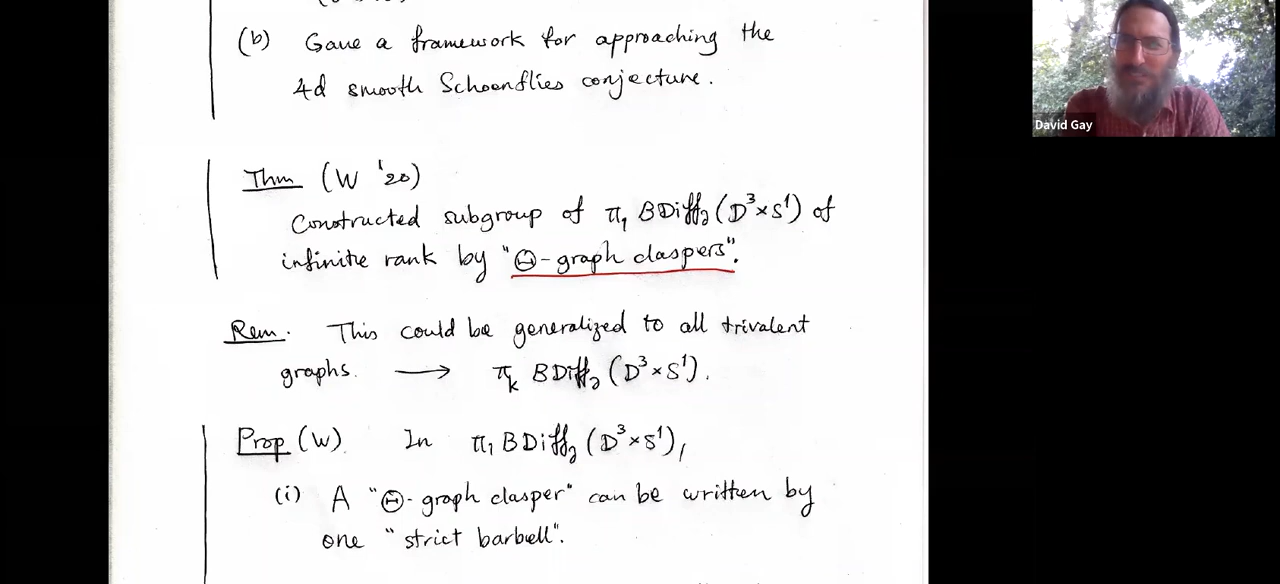 (b) Gave a framework for approaching the
4d smooth Schoenflies conjecture.
Thm (W '20)
Constructed subgroup of π₁ BDiff∂(D³×S¹) of
infinite rank by "Θ-graph claspers".
Rem. This could be generalized to all trivalent
graphs. ⟶ πₖ BDiff∂(D³×S¹).
Prop (W). In π₁ BDiff∂(D³×S¹),
(i) A "Θ-graph clasper" can be written by
one "strict barbell".
David Gay